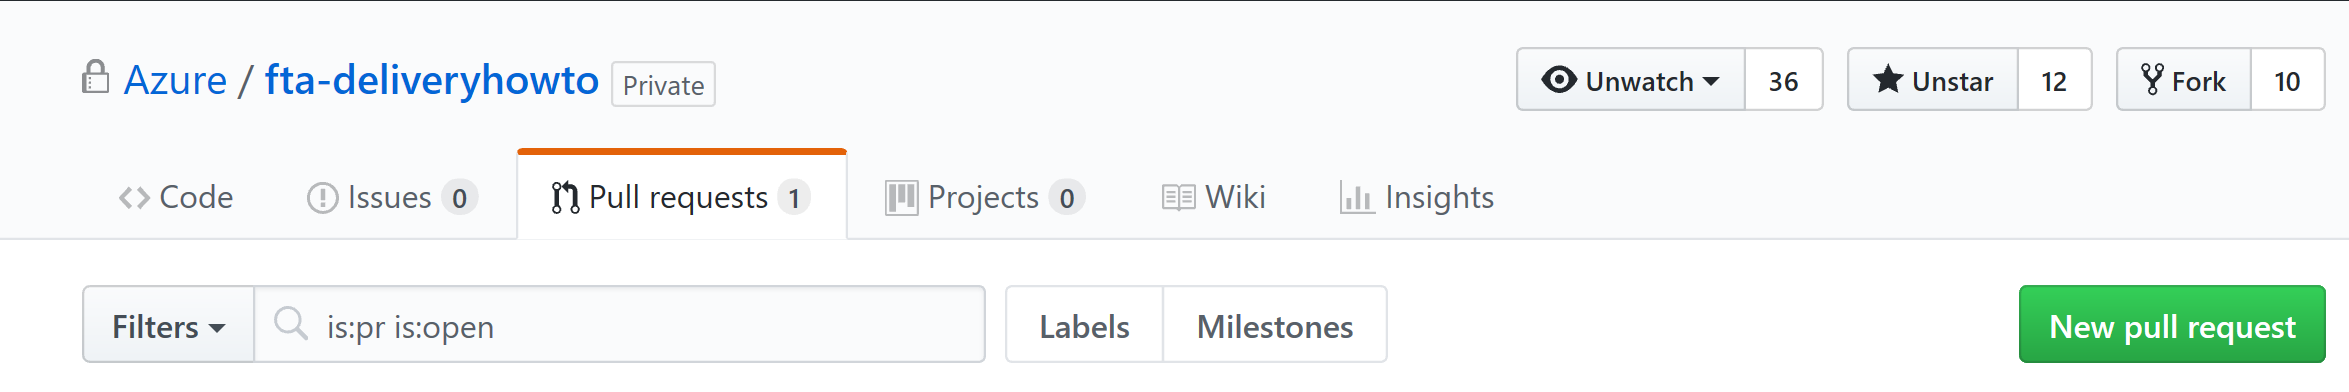 Azure / fta-deliveryhowto Private Unwatch 36 Unstar 12 Fork 10
Code Issues 0 Pull requests 1 Projects 0 Wiki Insights
Filters is:pr is:open Labels Milestones New pull request